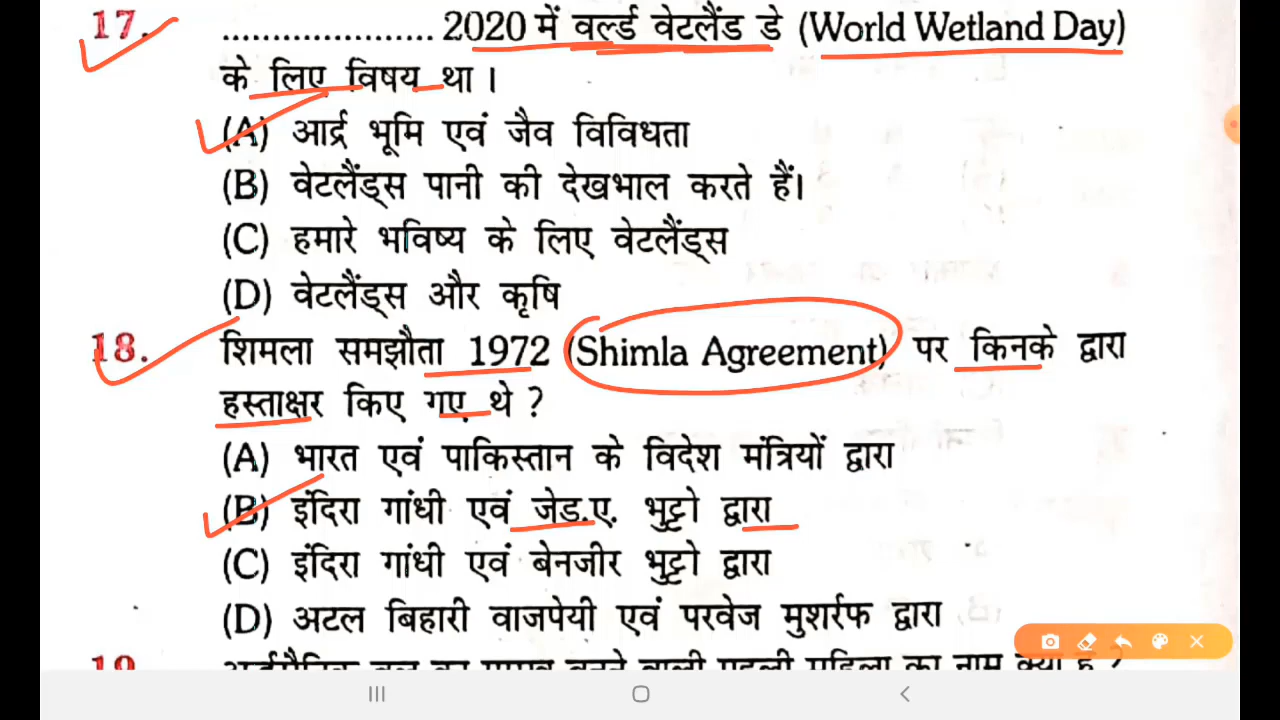 17. ..................... 2020 में वर्ल्ड वेटलैंड डे (World Wetland Day)
के लिए विषय था ।
(A) आर्द्र भूमि एवं जैव विविधता
(B) वेटलैंड्स पानी की देखभाल करते हैं।
(C) हमारे भविष्य के लिए वेटलैंड्स
(D) वेटलैंड्स और कृषि
18. शिमला समझौता 1972 (Shimla Agreement) पर किनके द्वारा
हस्ताक्षर किए गए थे ?
(A) भारत एवं पाकिस्तान के विदेश मंत्रियों द्वारा
(B) इंदिरा गांधी एवं जेड.ए. भुट्टो द्वारा
(C) इंदिरा गांधी एवं बेनजीर भुट्टो द्वारा
(D) अटल बिहारी वाजपेयी एवं परवेज मुशर्रफ द्वारा